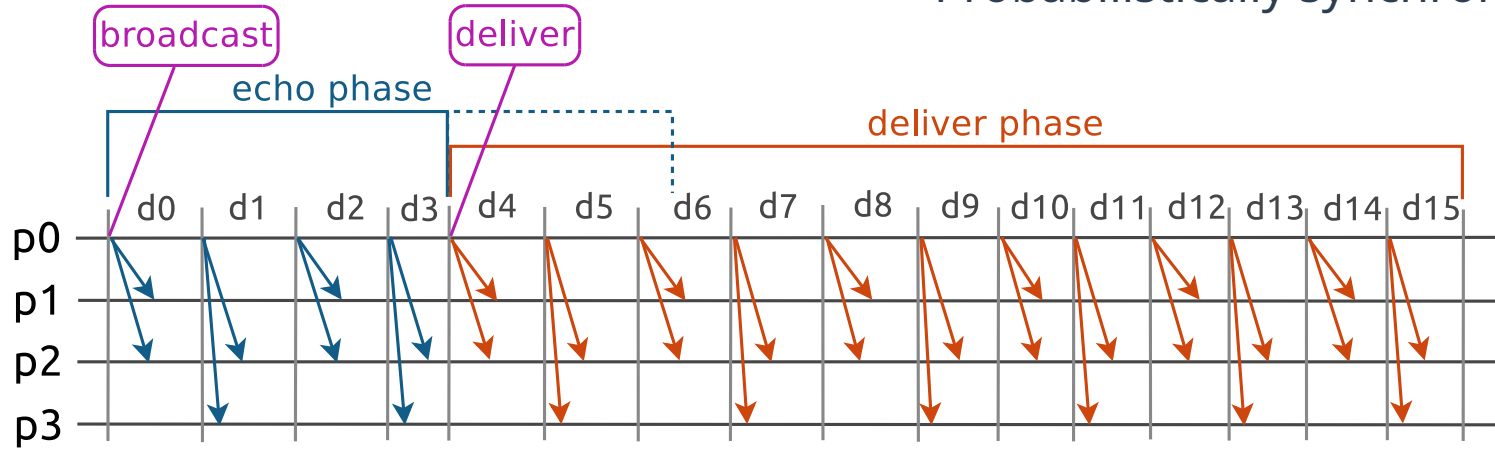 broadcast
deliver
echo phase
deliver phase
d0 d1 d2 d3 d4 d5 d6 d7 d8 d9 d10 d11 d12 d13 d14 d15
p0
p1
p2
p3